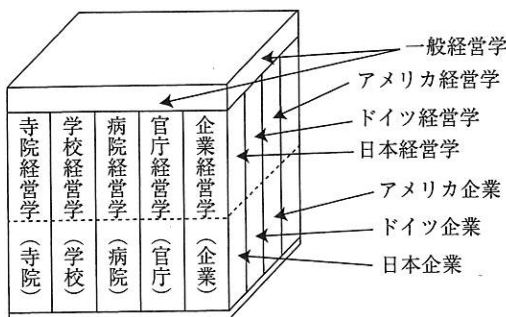 一般経営学
アメリカ経営学
ドイツ経営学
日本経営学
アメリカ企業
ドイツ企業
日本企業
寺院経営学
(寺院)
学校経営学
(学校)
病院経営学
(病院)
官庁経営学
(官庁)
企業経営学
(企業)